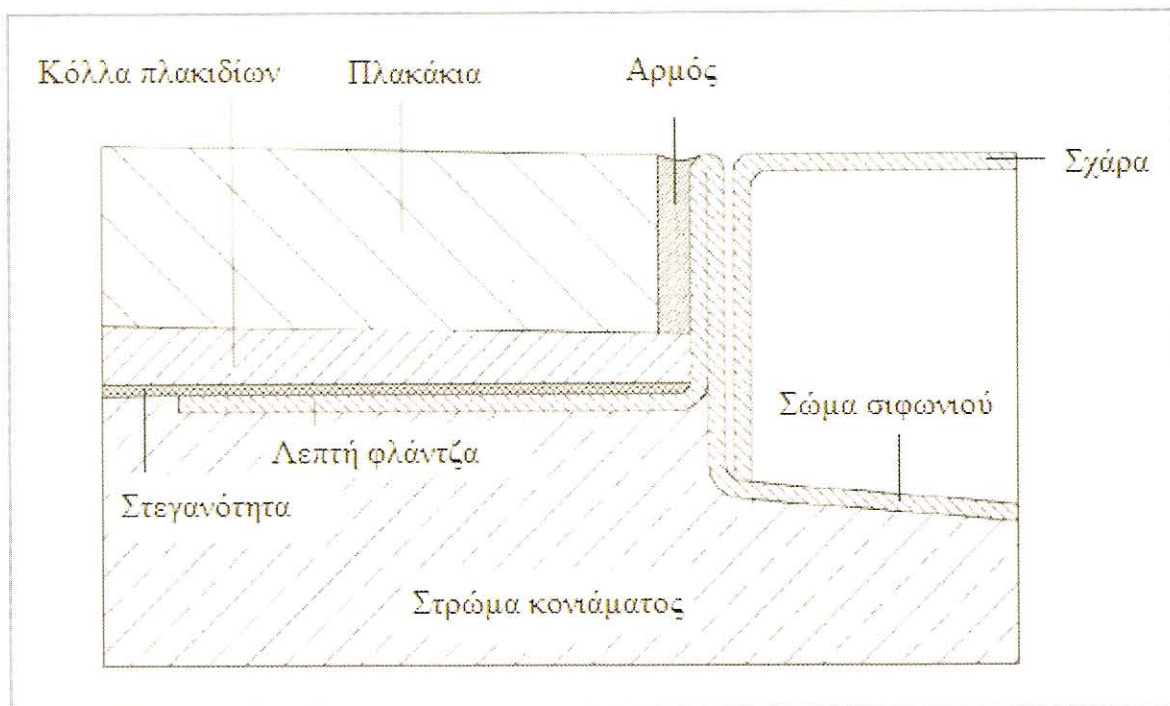 Κόλλα πλακιδίων
Πλακάκια
Αρμός
Σχάρα
Σώμα σιφωνιού
Λεπτή φλάντζα
Στεγανότητα
Στρώμα κονιάματος